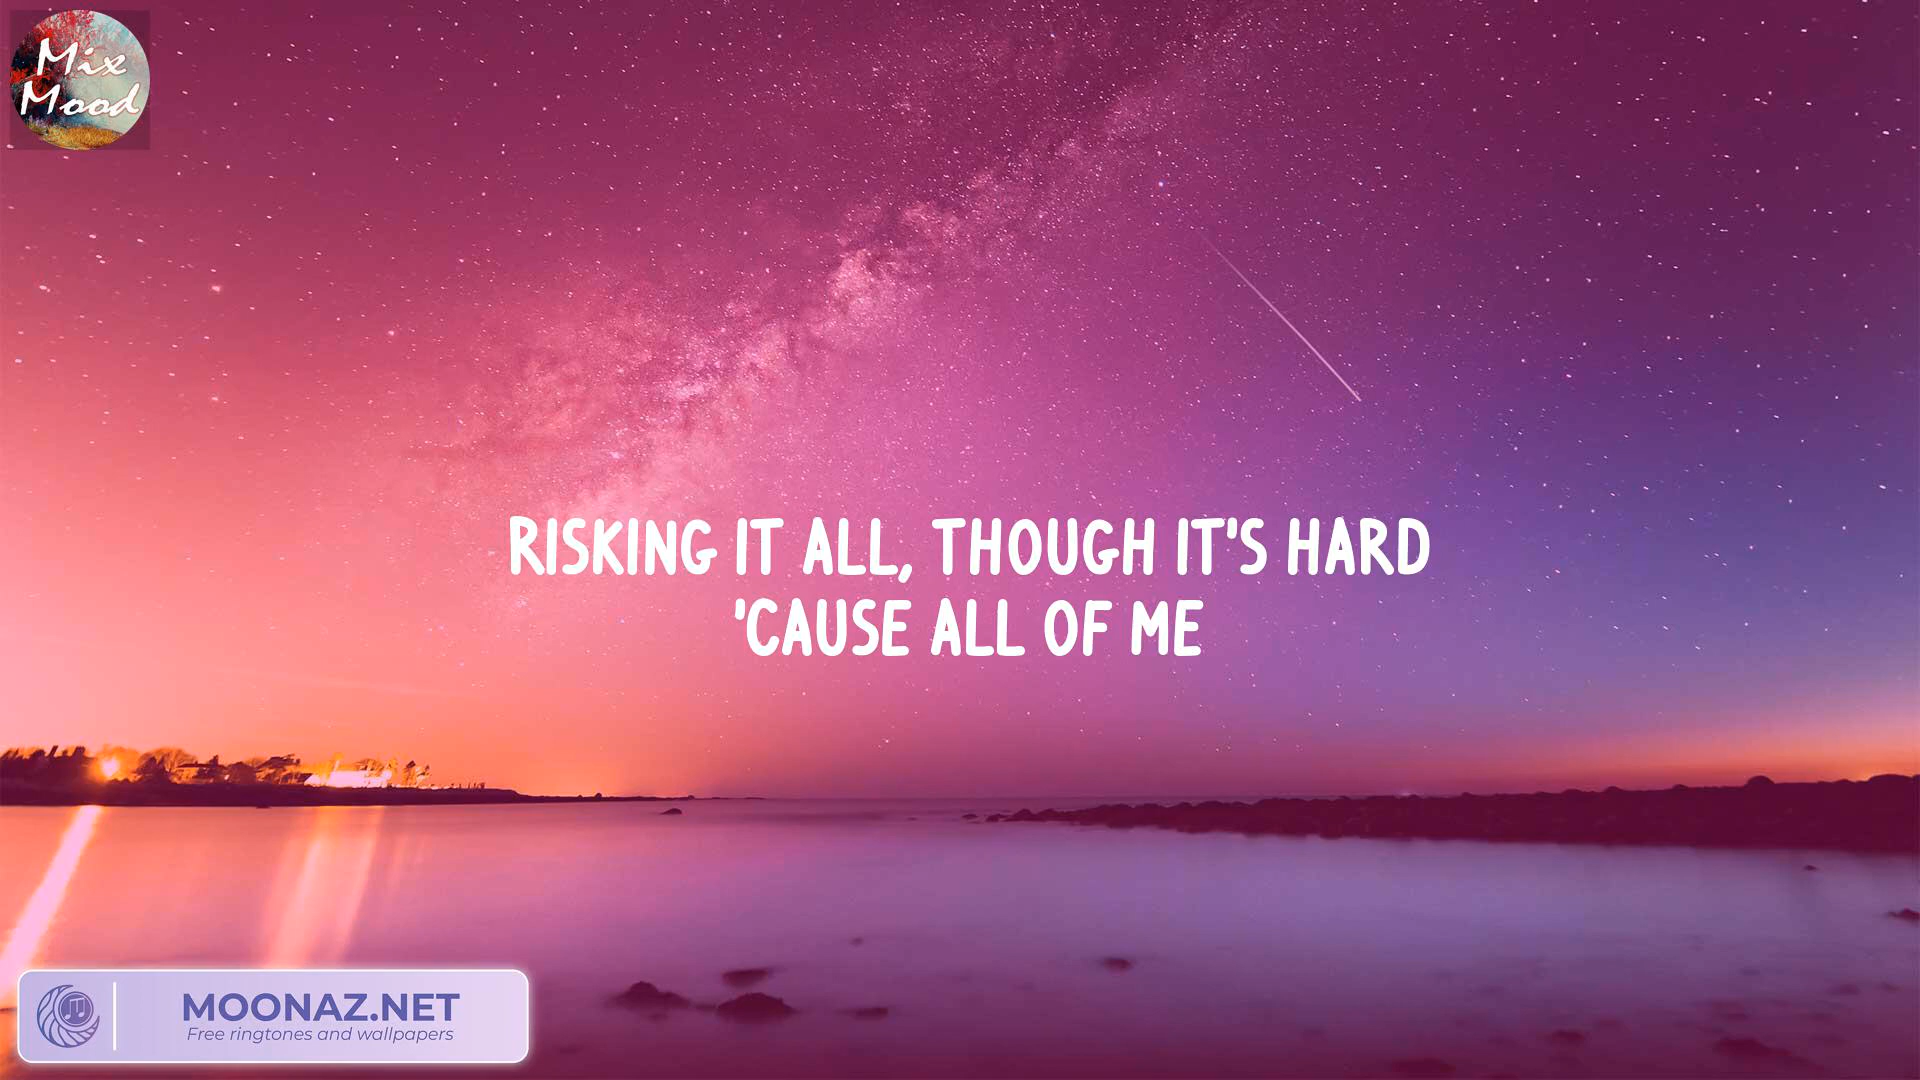 Mix
Mood
RISKING IT ALL, THOUGH IT'S HARD
'CAUSE ALL OF ME
MOONAZ.NET
Free ringtones and wallpapers